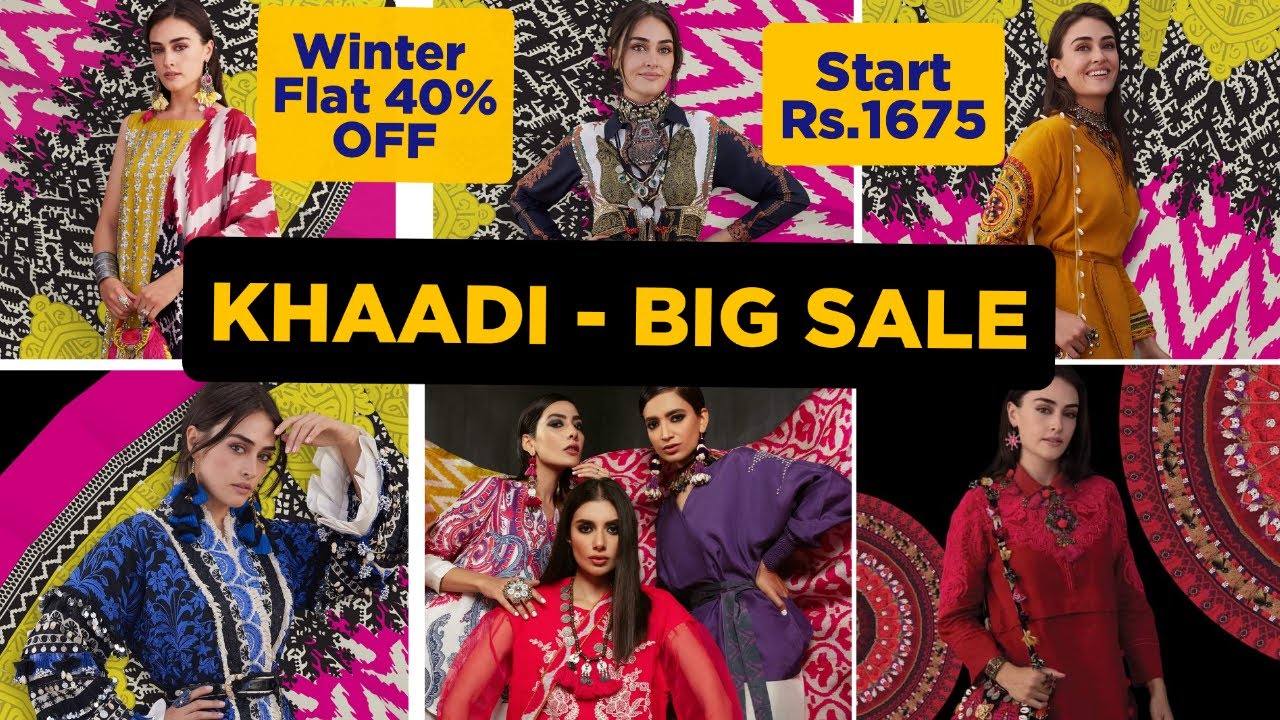 Winter
Flat 40%
OFF
Start
Rs.1675
KHAADI - BIG SALE